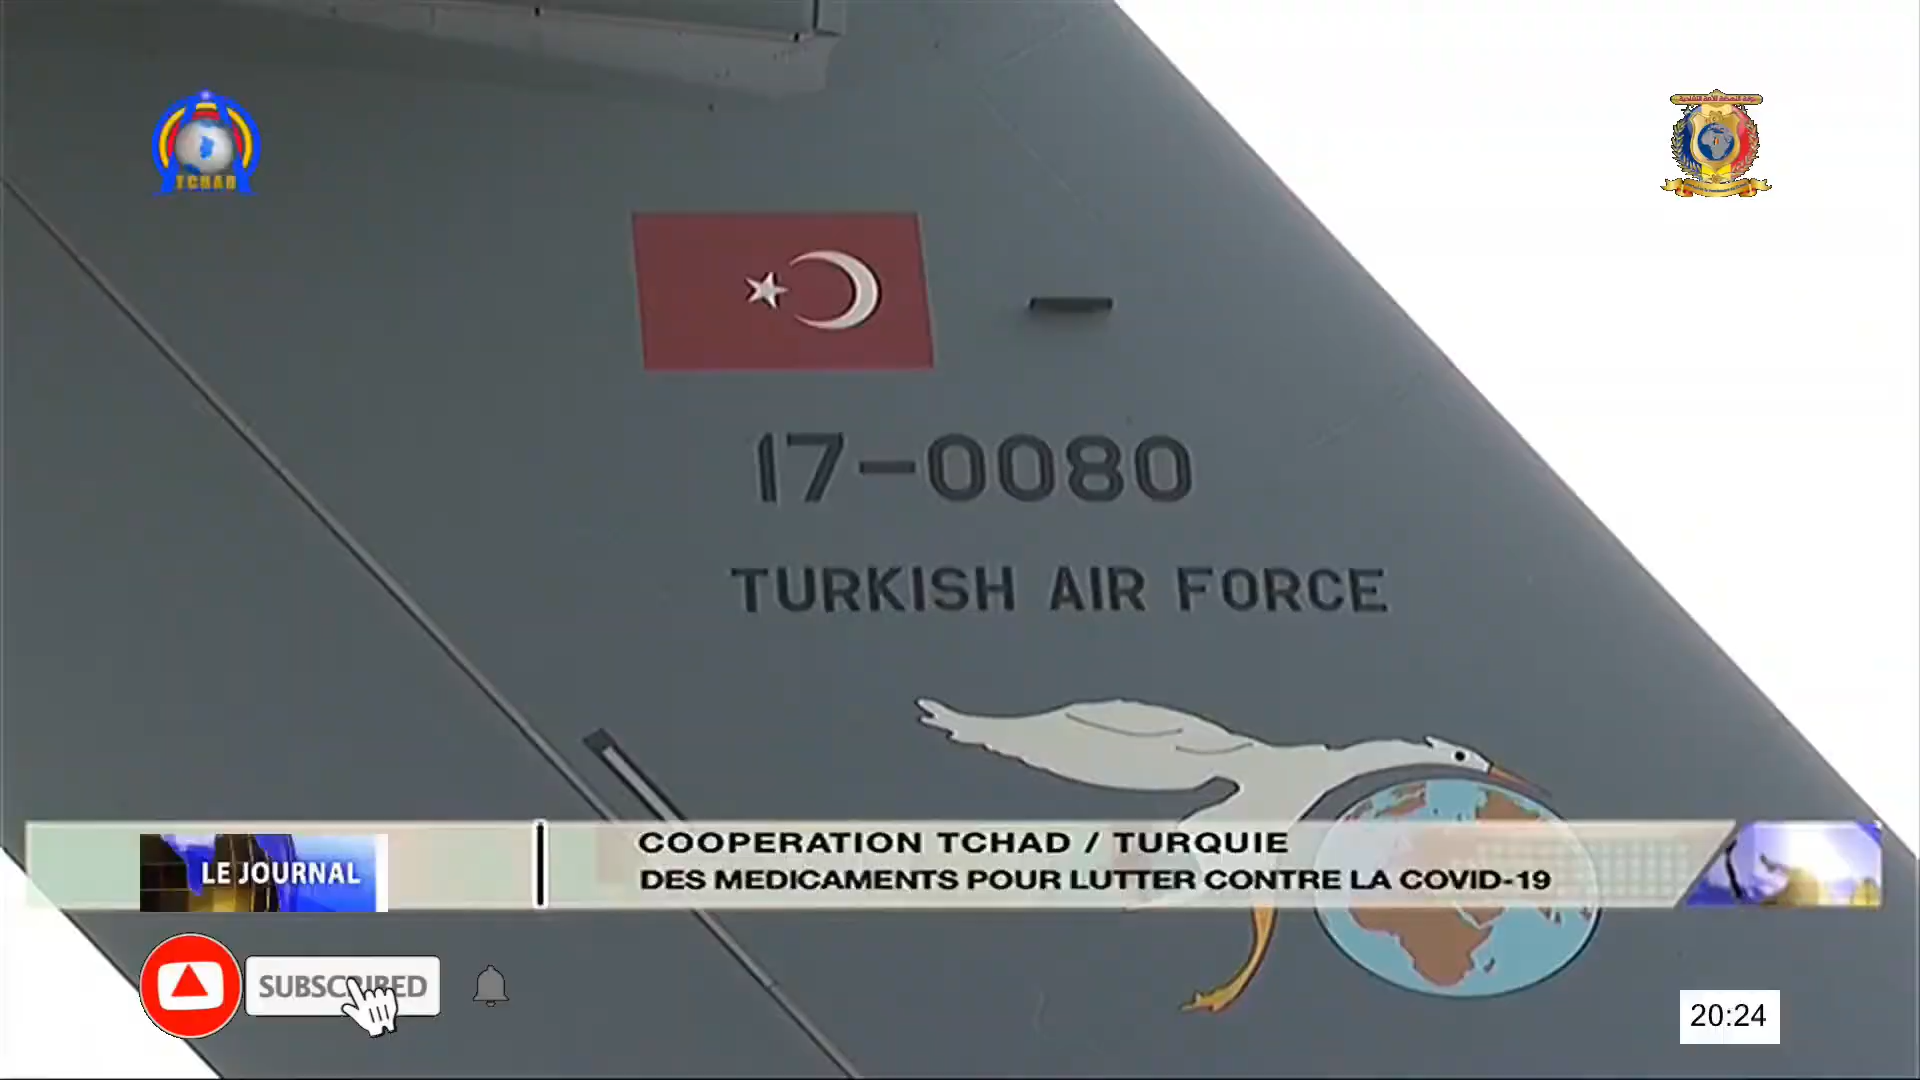 TCHAD
17-0080
TURKISH AIR FORCE
LE JOURNAL
COOPERATION TCHAD / TURQUIE
DES MEDICAMENTS POUR LUTTER CONTRE LA COVID-19
SUBSCRIBED
20:24